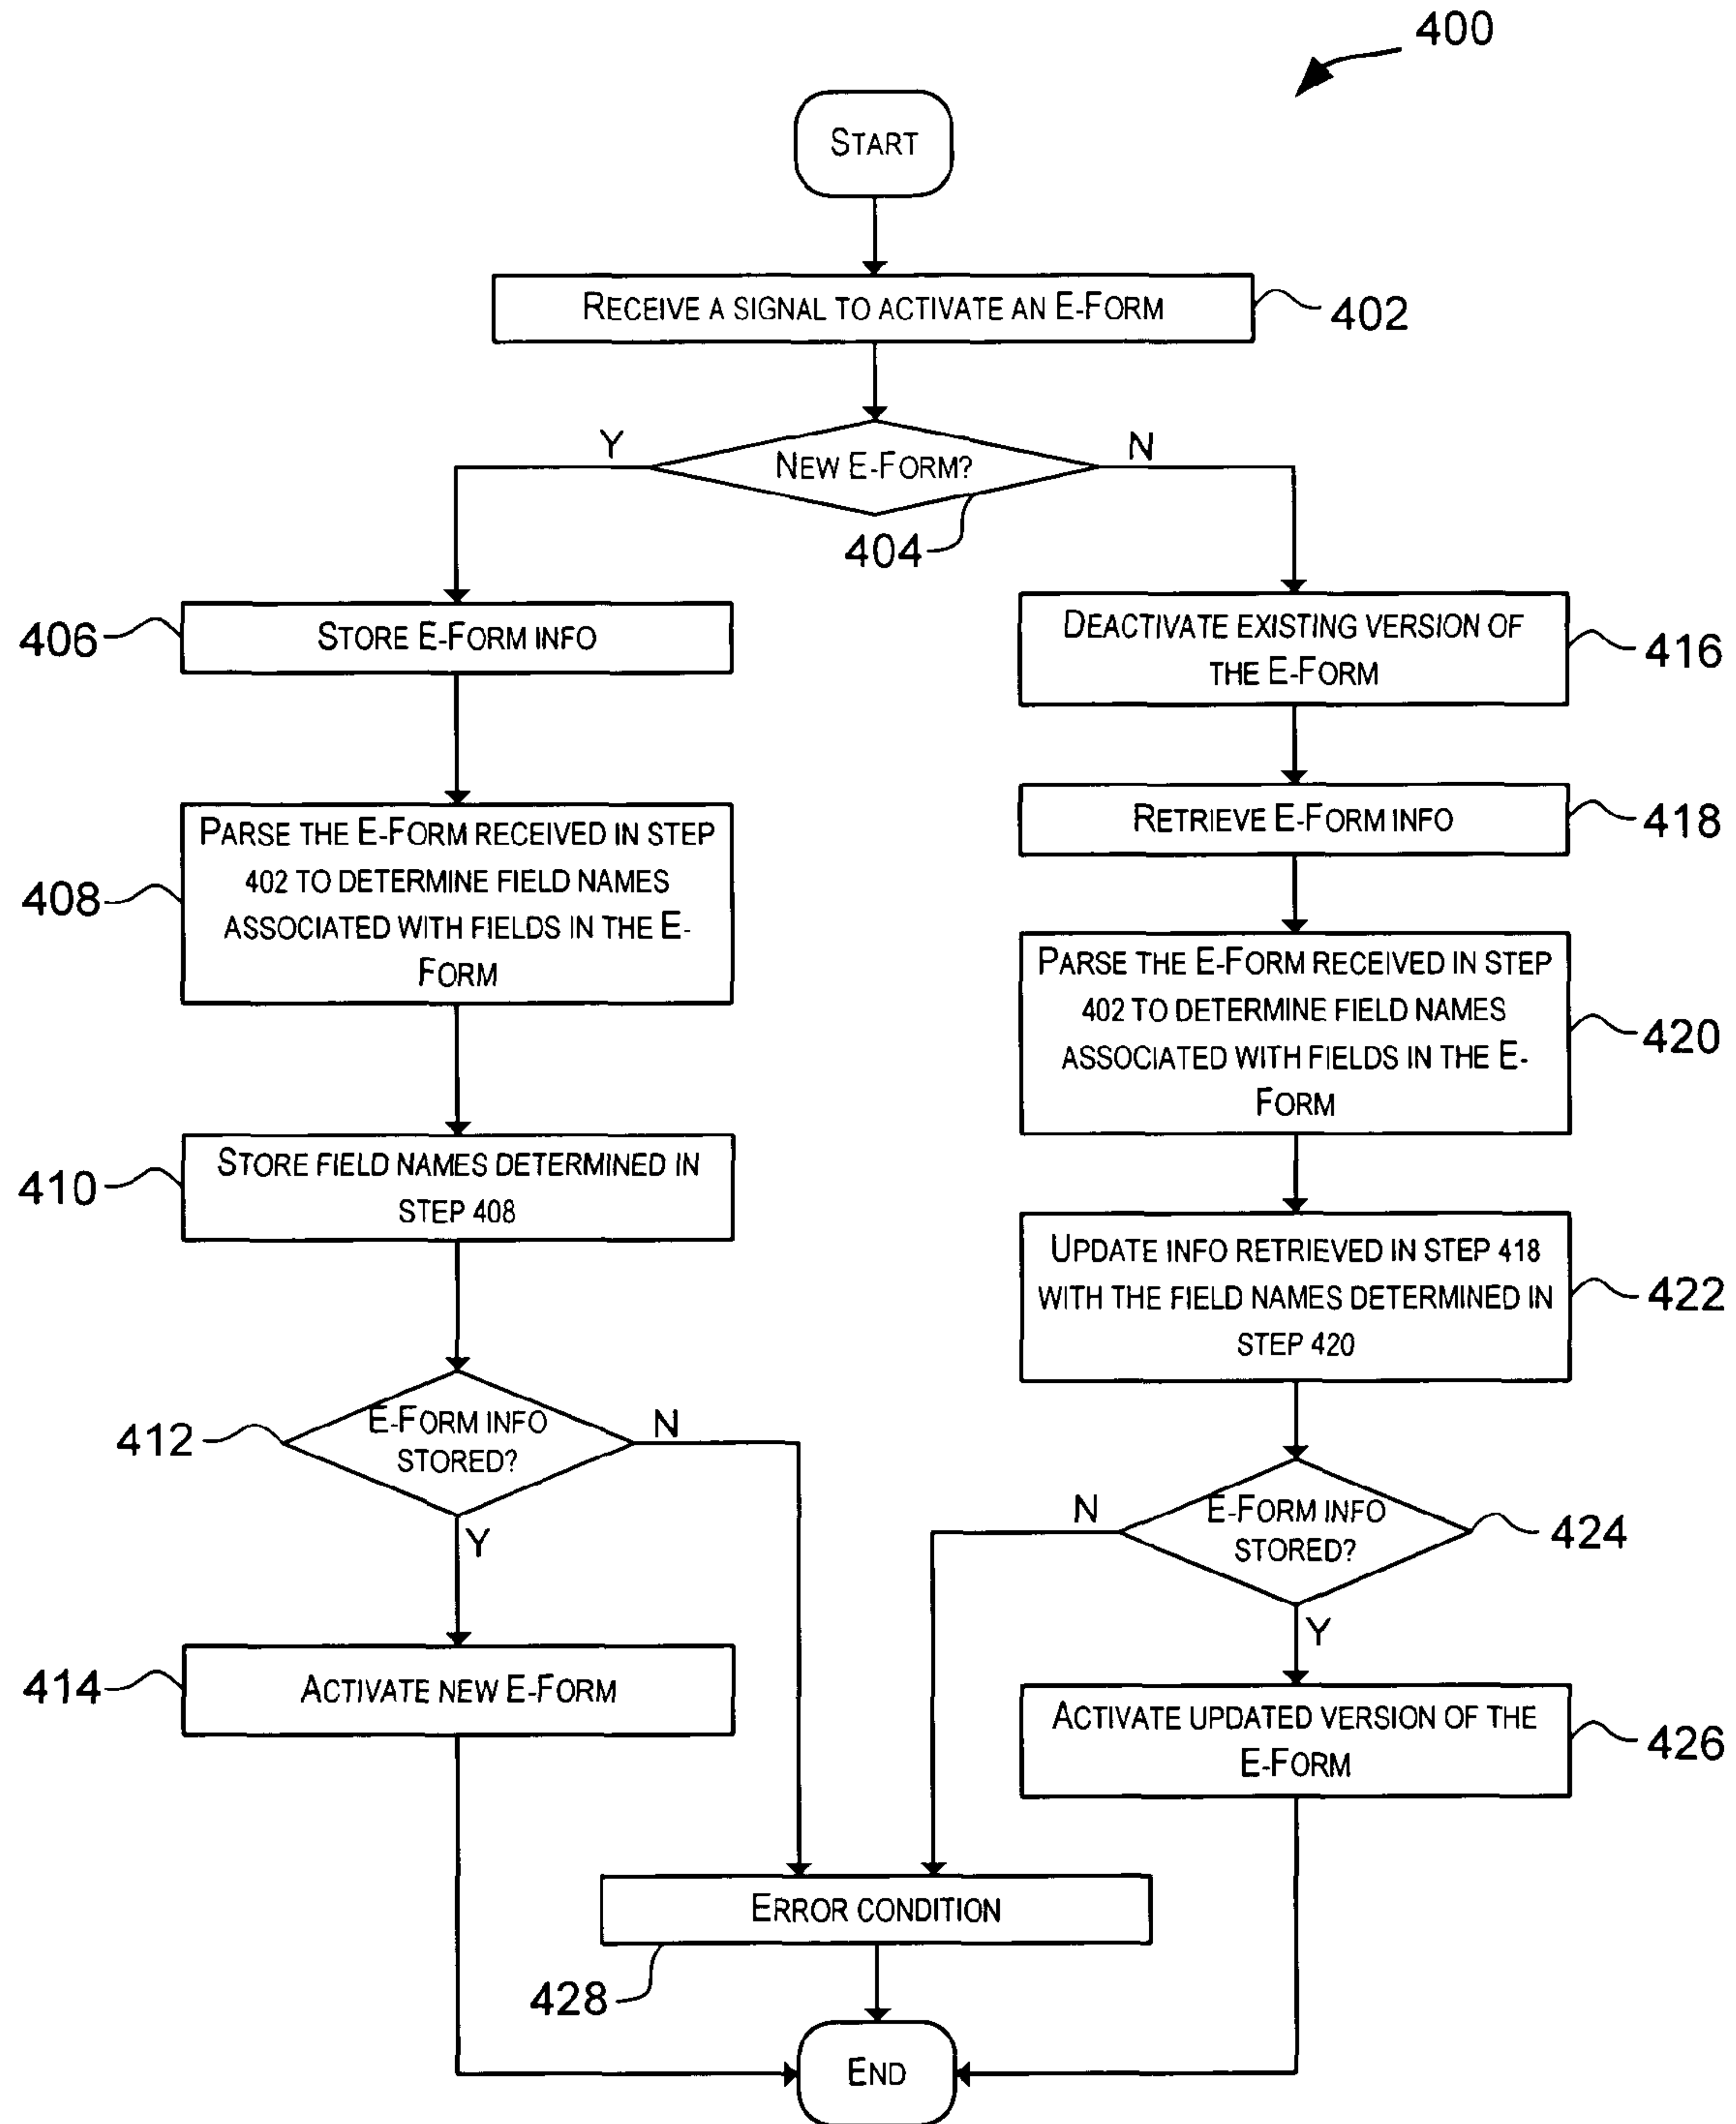 400
START
RECEIVE A SIGNAL TO ACTIVATE AN E-FORM
402
Y
NEW E-FORM?
N
404
406
STORE E-FORM INFO
DEACTIVATE EXISTING VERSION OF
THE E-FORM
416
RETRIEVE E-FORM INFO
418
408
PARSE THE E-FORM RECEIVED IN STEP
402 TO DETERMINE FIELD NAMES
ASSOCIATED WITH FIELDS IN THE E-
FORM
PARSE THE E-FORM RECEIVED IN STEP
402 TO DETERMINE FIELD NAMES
ASSOCIATED WITH FIELDS IN THE E-
FORM
420
410
STORE FIELD NAMES DETERMINED IN
STEP 408
UPDATE INFO RETRIEVED IN STEP 418
WITH THE FIELD NAMES DETERMINED IN
STEP 420
422
412
E-FORM INFO
STORED?
N
Y
N
E-FORM INFO
STORED?
424
Y
414
ACTIVATE NEW E-FORM
ACTIVATE UPDATED VERSION OF THE
E-FORM
426
ERROR CONDITION
428
END